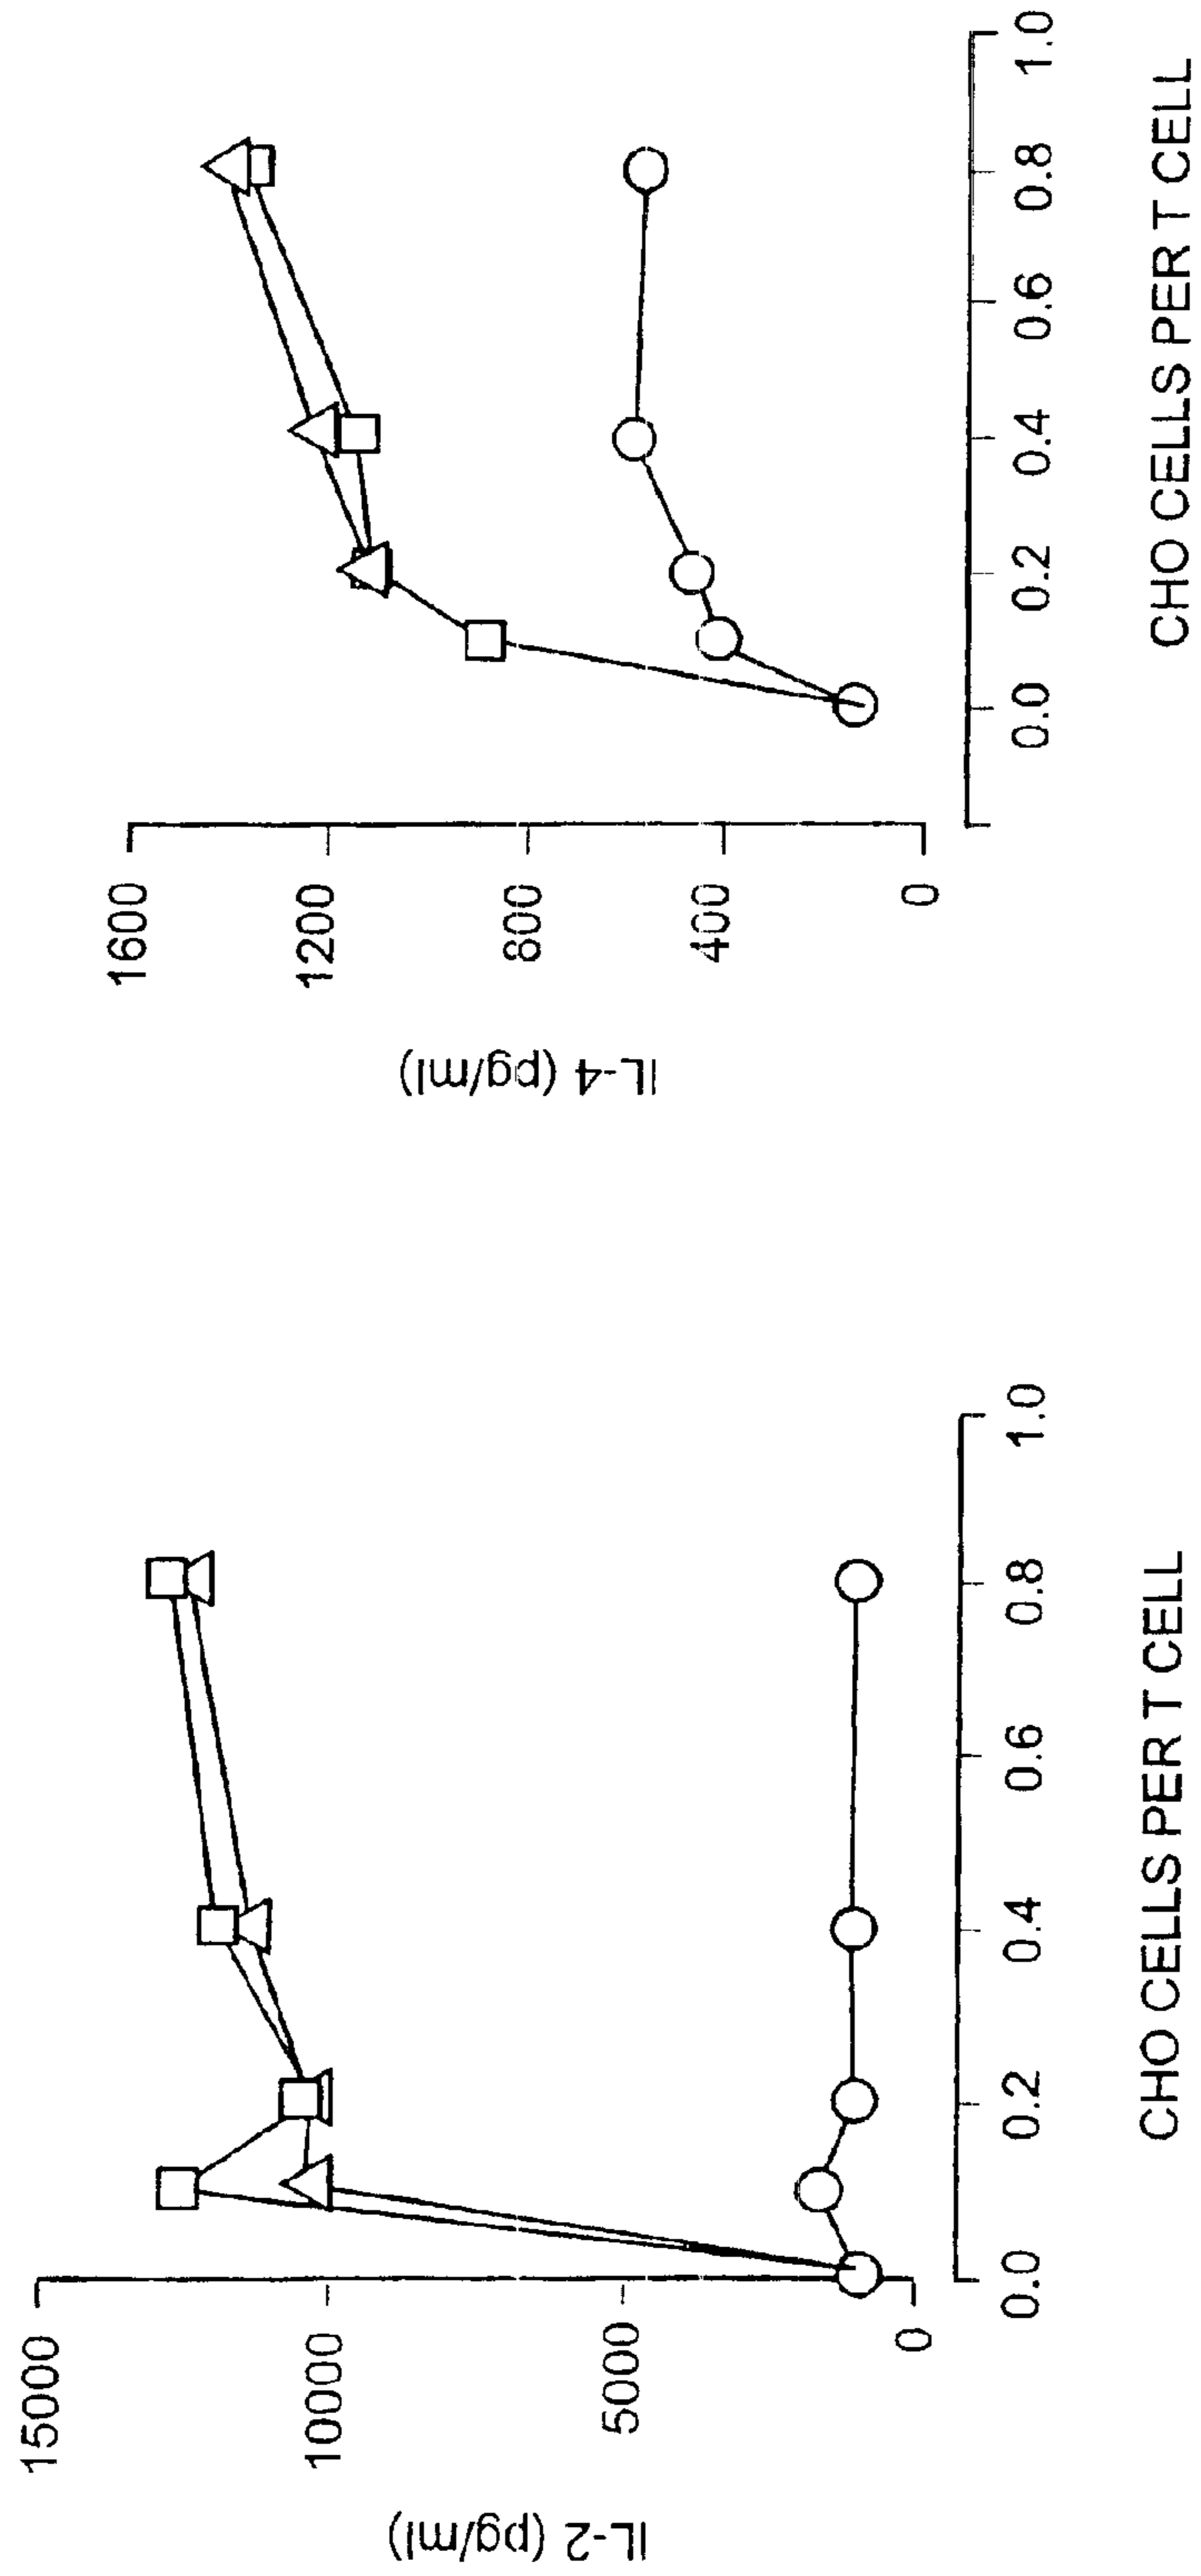 IL-2 (pg/ml)
15000
10000
5000
0
0.0 0.2 0.4 0.6 0.8 1.0
CHO CELLS PER T CELL
IL-4 (pg/ml)
1600
1200
800
400
0
0.0 0.2 0.4 0.6 0.8 1.0
CHO CELLS PER T CELL